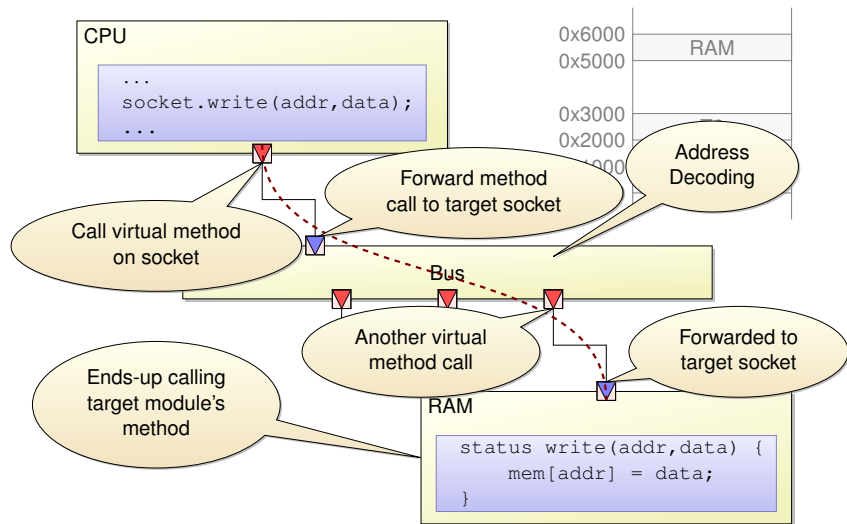 CPU
...
socket.write(addr,data);
...
0x6000
RAM
0x5000
0x3000
0x2000
Address
Decoding
Forward method
call to target socket
Call virtual method
on socket
Bus
Another virtual
method call
Forwarded to
target socket
Ends-up calling
target module's
method
RAM
status write(addr,data) {
mem[addr] = data;
}